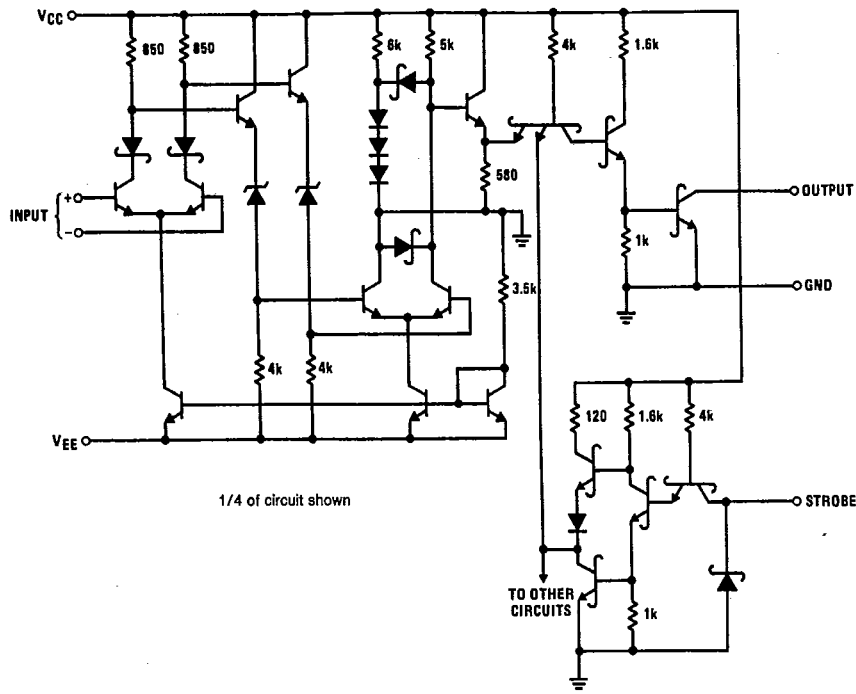 VCC
850
850
6k
5k
4k
1.6k
580
INPUT
+
−
OUTPUT
1k
GND
3.5k
4k
4k
VEE
120
1.6k
4k
1/4 of circuit shown
STROBE
TO OTHER
CIRCUITS
1k